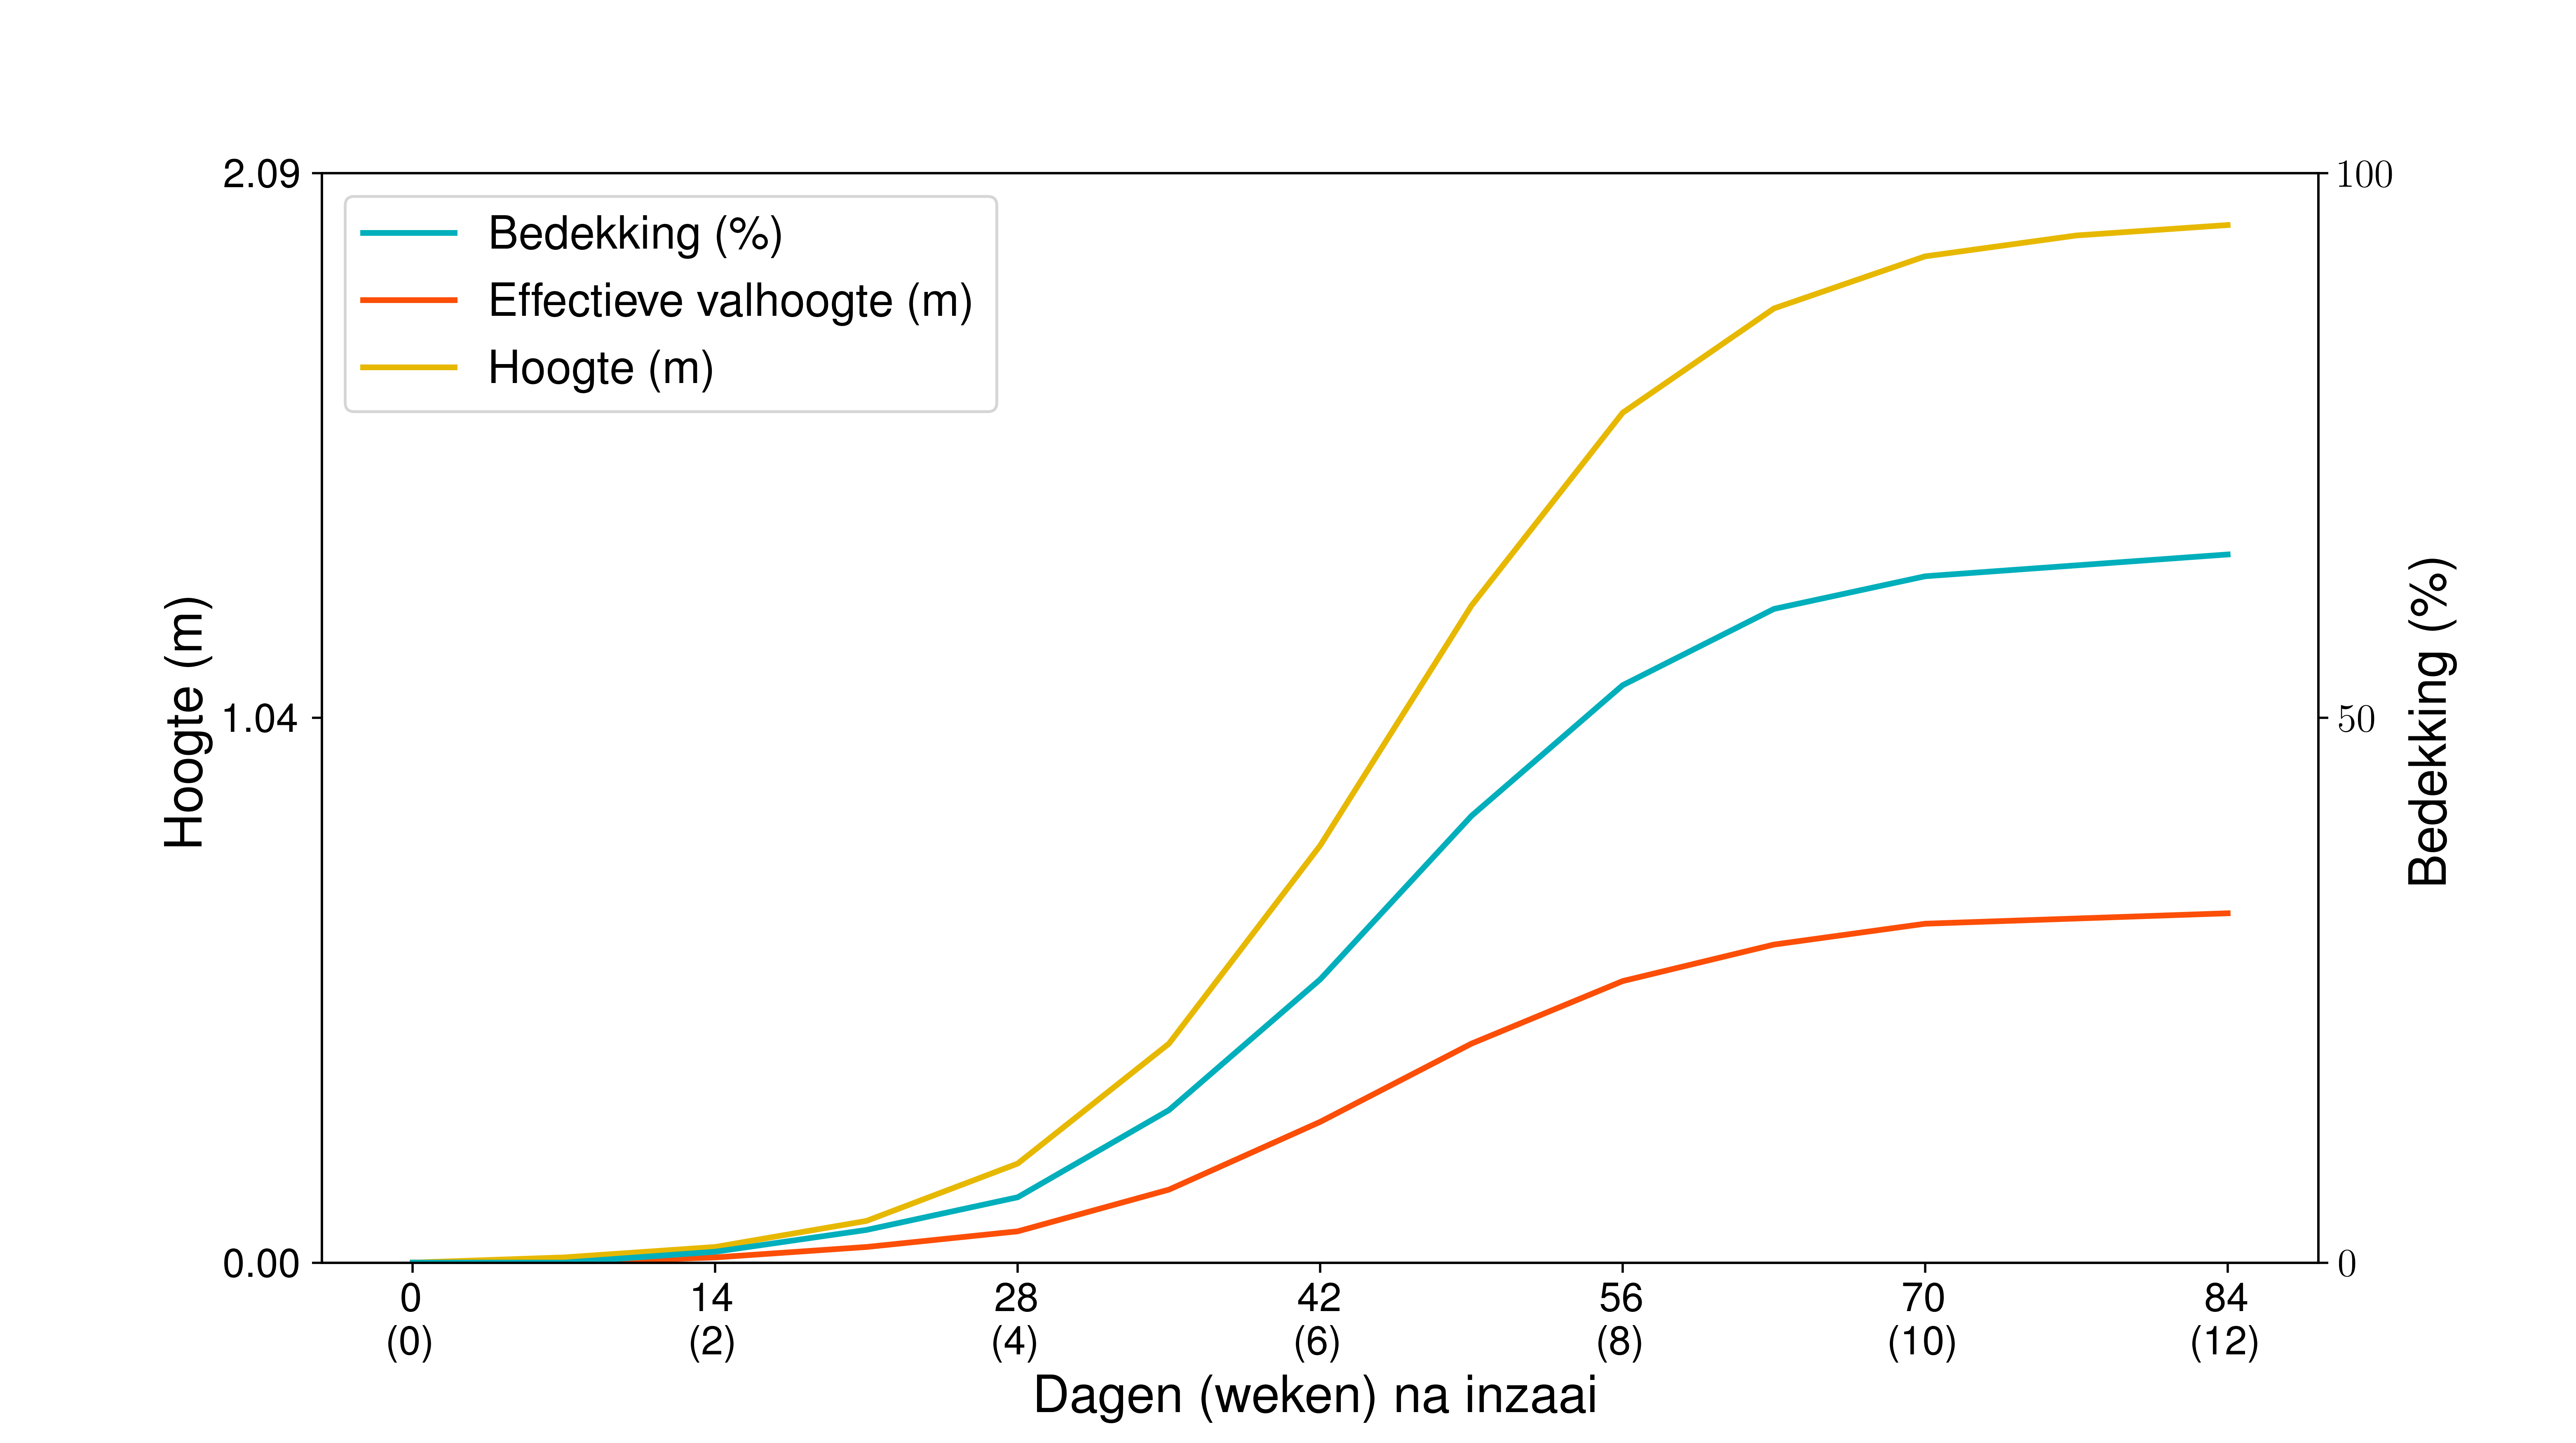 2.09
1.04
0.00
Hoogte (m)
Bedekking (%)
Effectieve valhoogte (m)
Hoogte (m)
100
50
0
Bedekking (%)
0 14 28 42 56 70 84
(0) (2) (4) (6) (8) (10) (12)
Dagen (weken) na inzaai